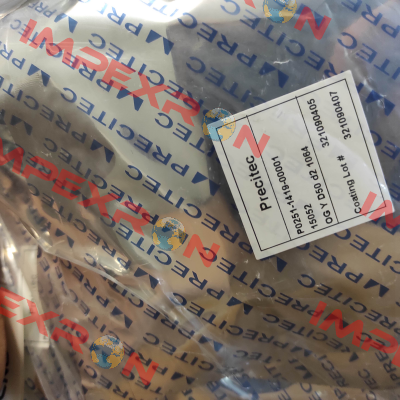 Precitec
P0251-1419-00001
15052
OG Y D50 d2 1064 321090405
Coating Lot # 321090407
PRECITEC
IMPEXRON